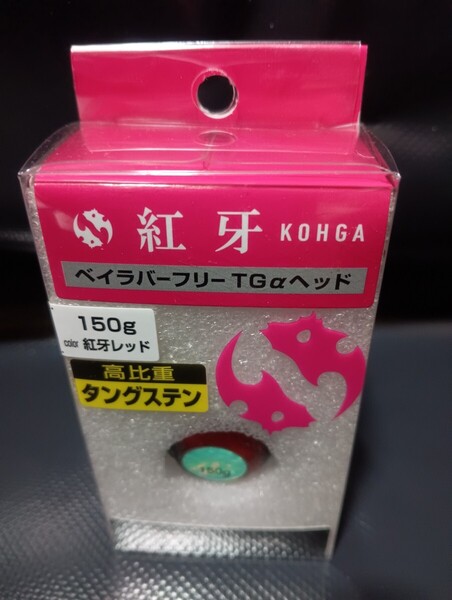 紅牙 KOHGA
ベイラバーフリーTGαヘッド
150g
color 紅牙レッド
高比重
タングステン
150g